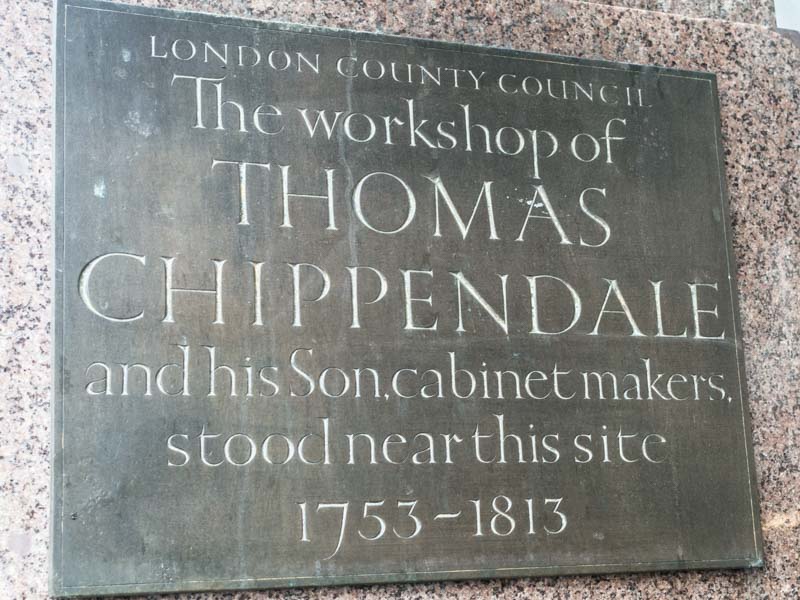 LONDON COUNTY COUNCIL
The workshop of
THOMAS
CHIPPENDALE
and his Son, cabinet makers,
stood near this site
1753-1813